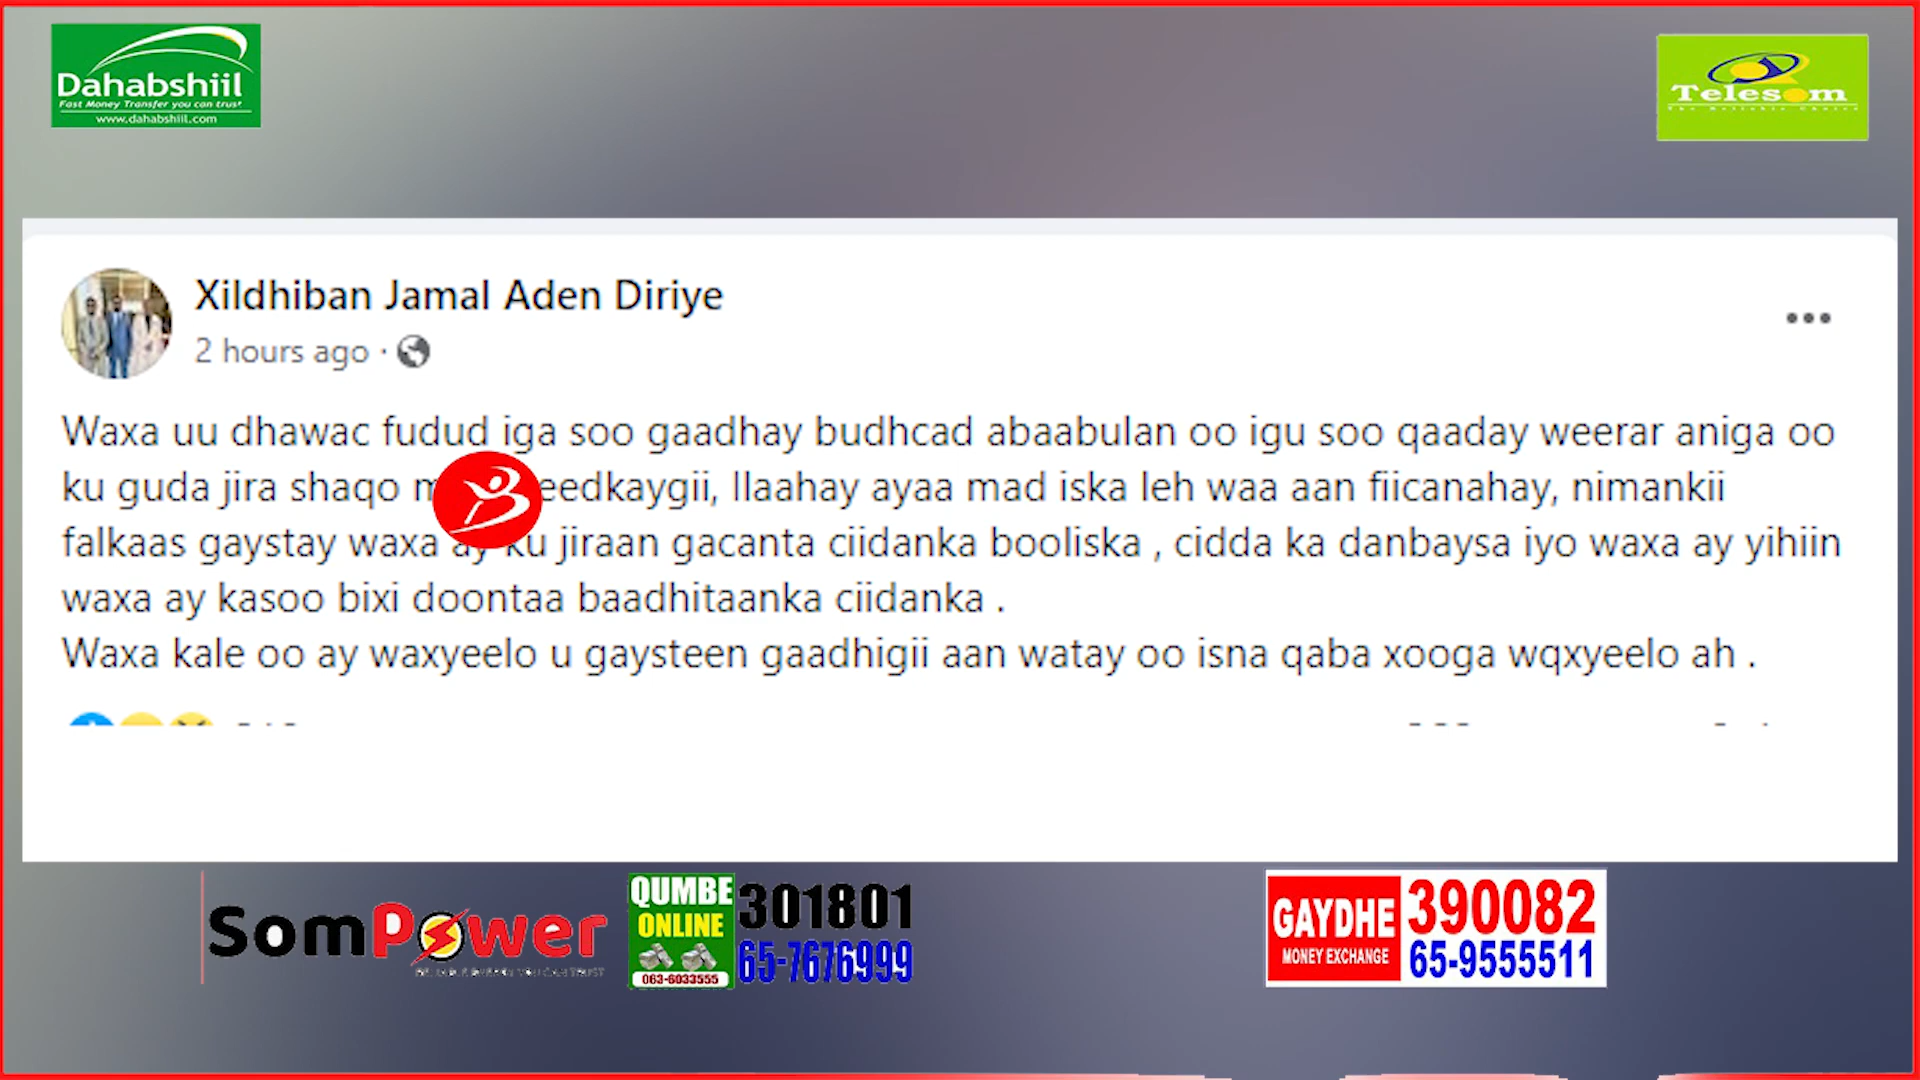 Dahabshiil
Fast Money Transfer you can trust
www.dahabshiil.com
Telesom
The Reliable Choice
Xildhiban Jamal Aden Diriye
2 hours ago ·
Waxa uu dhawac fudud iga soo gaadhay budhcad abaabulan oo igu soo qaaday weerar aniga oo
ku guda jira shaqo eedkaygii, llaahay ayaa mad iska leh waa aan fiicanahay, nimankii
falkaas gaystay waxa ay ku jiraan gacanta ciidanka booliska , cidda ka danbaysa iyo waxa ay yihiin
waxa ay kasoo bixi doontaa baadhitaanka ciidanka .
Waxa kale oo ay waxyeelo u gaysteen gaadhigii aan watay oo isna qaba xooga wqxyeelo ah .
SomPower
QUMBE
ONLINE
063-6033555
301801
65-7676999
GAYDHE
MONEY EXCHANGE
390082
65-9555511